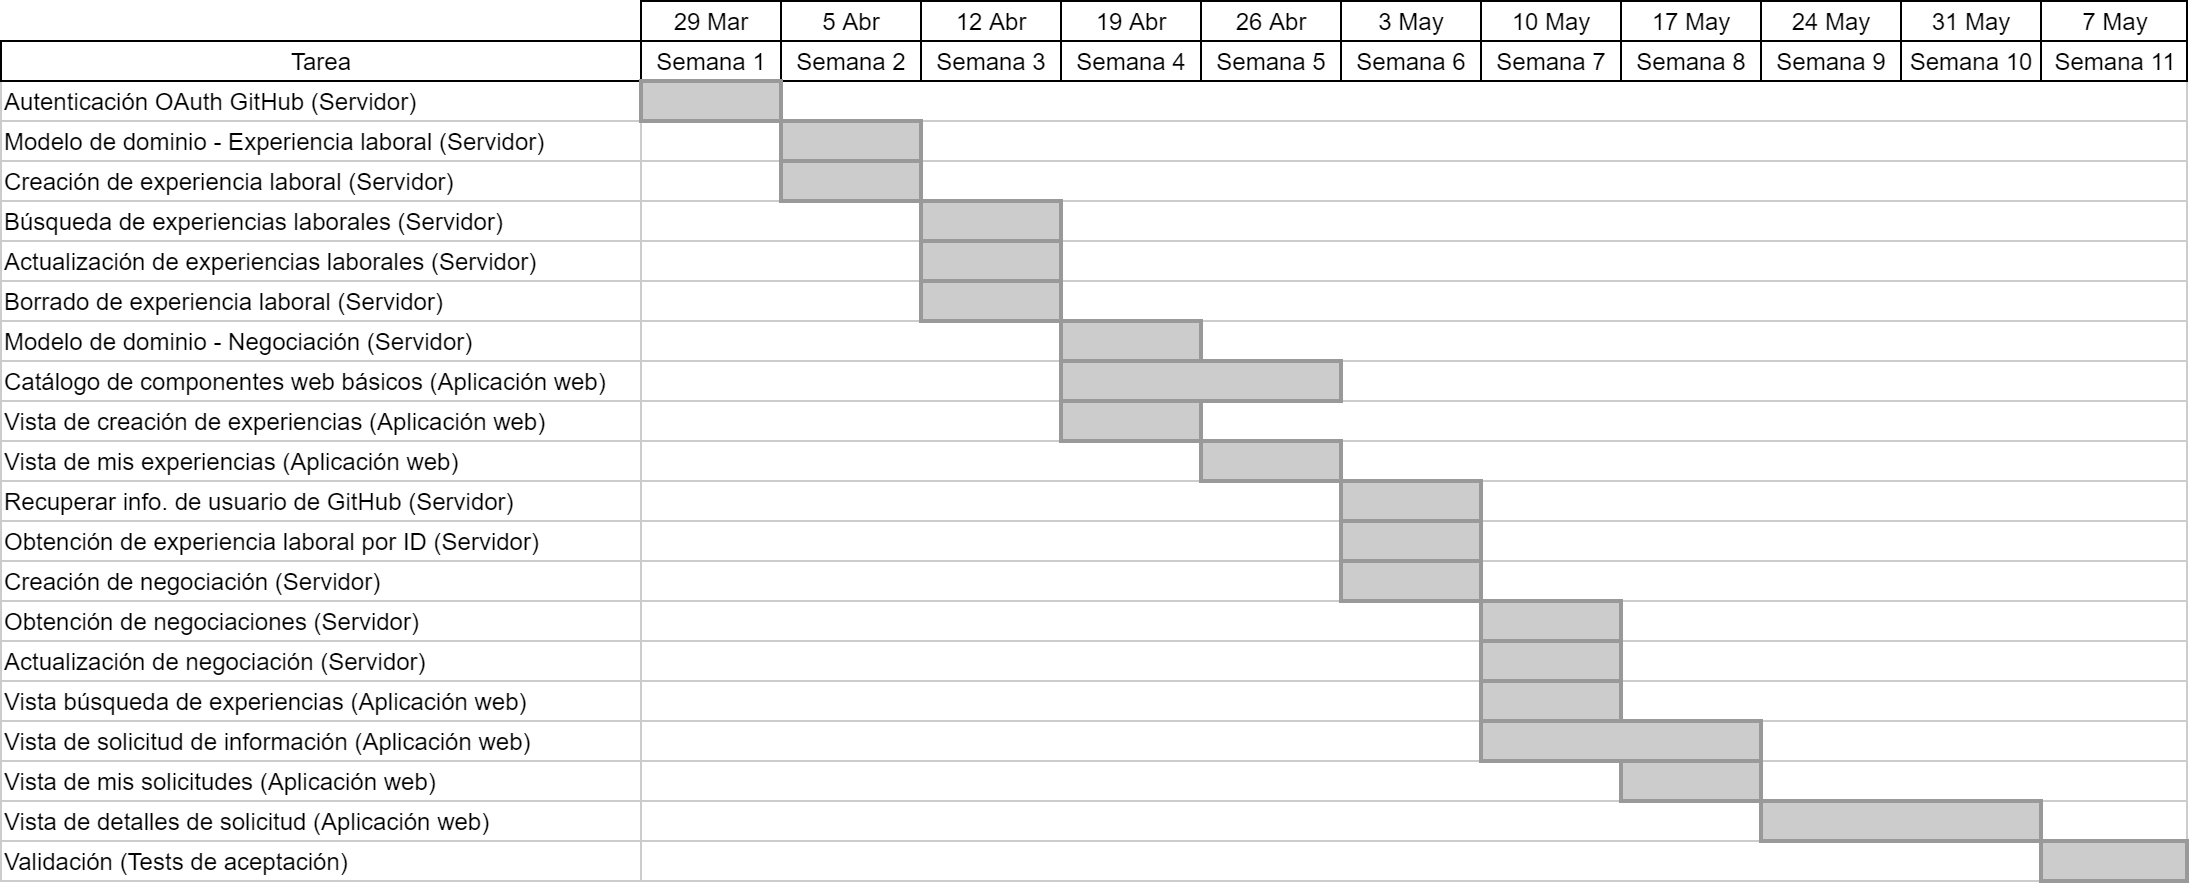 29 Mar 5 Abr 12 Abr 19 Abr 26 Abr 3 May 10 May 17 May 24 May 31 May 7 May
Tarea Semana 1 Semana 2 Semana 3 Semana 4 Semana 5 Semana 6 Semana 7 Semana 8 Semana 9 Semana 10 Semana 11
Autenticación OAuth GitHub (Servidor)
Modelo de dominio - Experiencia laboral (Servidor)
Creación de experiencia laboral (Servidor)
Búsqueda de experiencias laborales (Servidor)
Actualización de experiencias laborales (Servidor)
Borrado de experiencia laboral (Servidor)
Modelo de dominio - Negociación (Servidor)
Catálogo de componentes web básicos (Aplicación web)
Vista de creación de experiencias (Aplicación web)
Vista de mis experiencias (Aplicación web)
Recuperar info. de usuario de GitHub (Servidor)
Obtención de experiencia laboral por ID (Servidor)
Creación de negociación (Servidor)
Obtención de negociaciones (Servidor)
Actualización de negociación (Servidor)
Vista búsqueda de experiencias (Aplicación web)
Vista de solicitud de información (Aplicación web)
Vista de mis solicitudes (Aplicación web)
Vista de detalles de solicitud (Aplicación web)
Validación (Tests de aceptación)